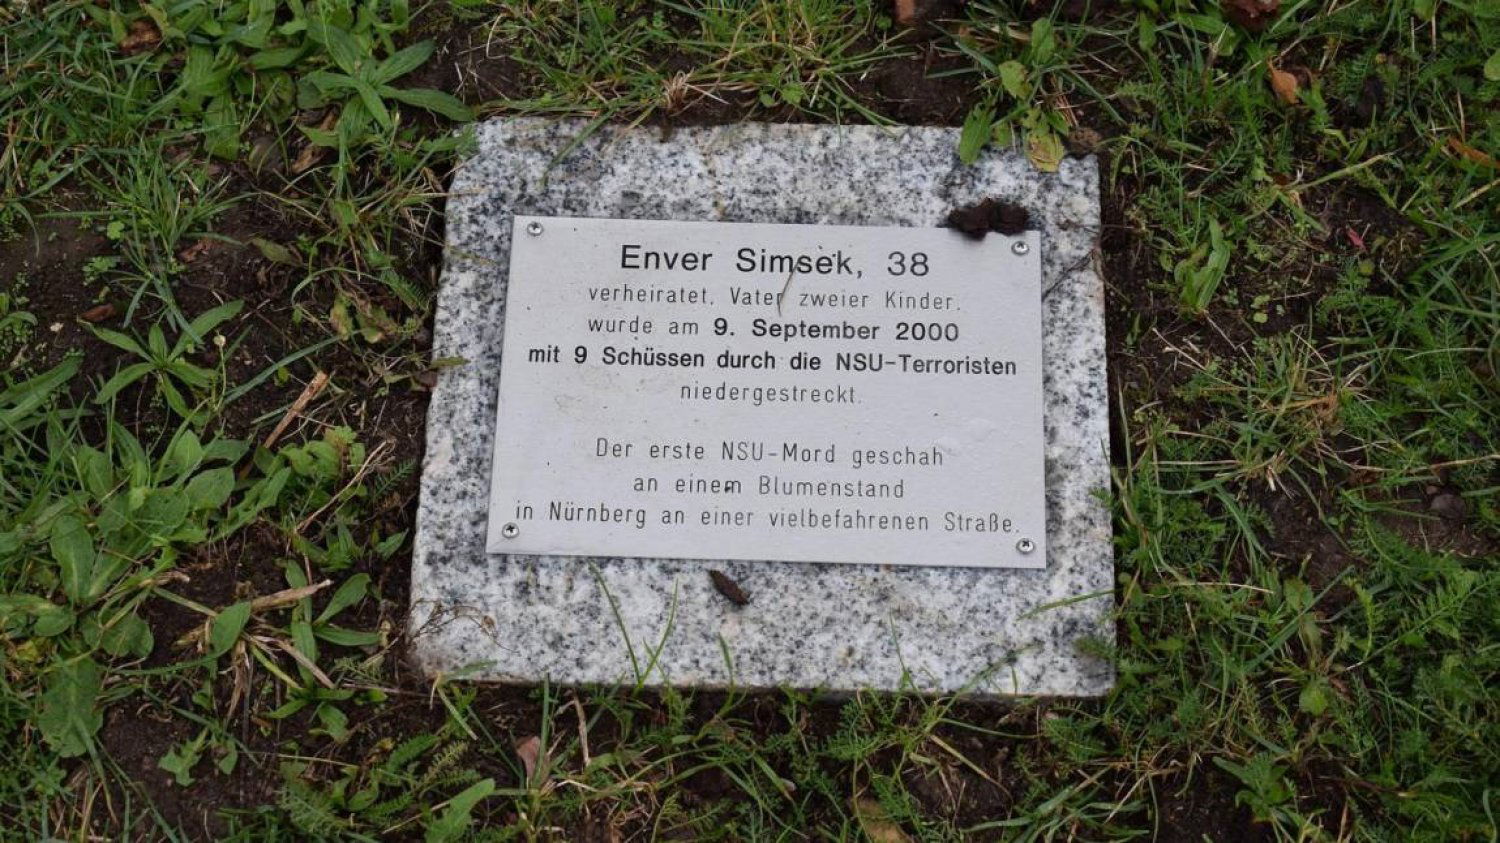 Enver Simsek, 38
verheiratet, Vater zweier Kinder,
wurde am 9. September 2000
mit 9 Schüssen durch die NSU-Terroristen
niedergestreckt.
Der erste NSU-Mord geschah
an einem Blumenstand
in Nürnberg an einer vielbefahrenen Straße.